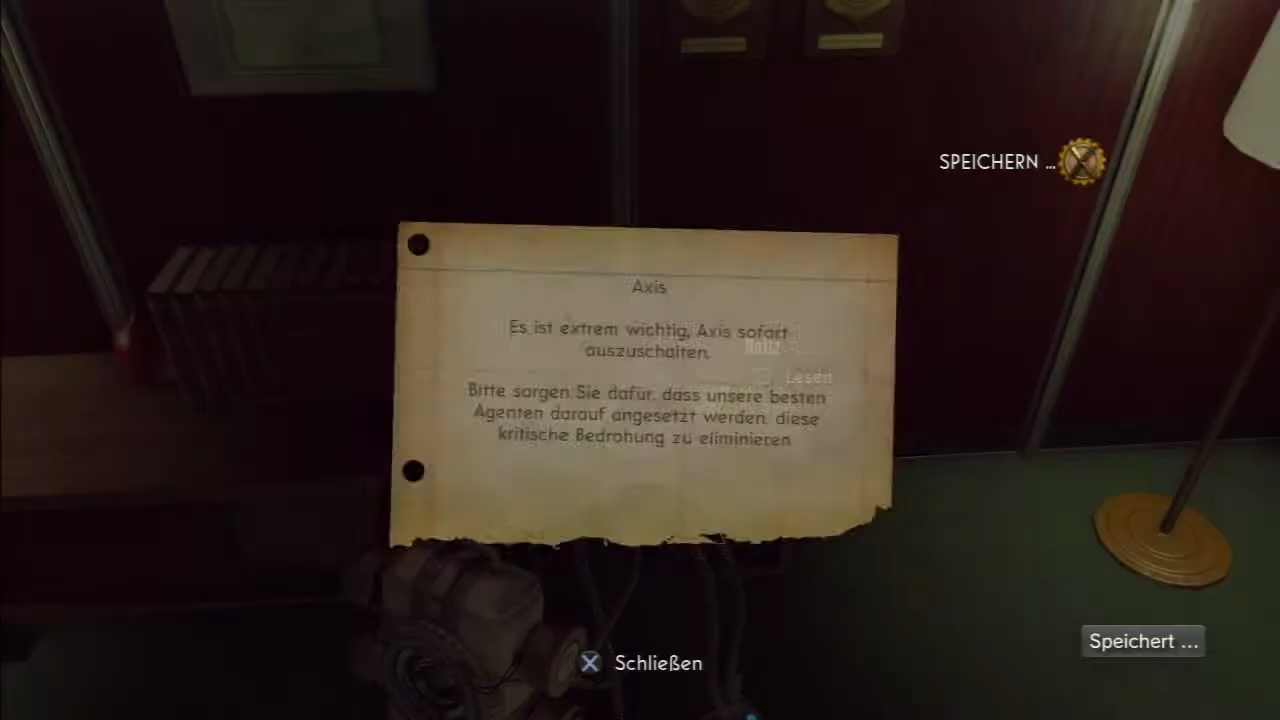 SPEICHERN ...
Axis
Es ist extrem wichtig, Axis sofort
auszuschalten.
Lesen
Bitte sorgen Sie dafür, dass unsere besten
Agenten darauf angesetzt werden, diese
kritische Bedrohung zu eliminieren
Speichert ...
Schließen